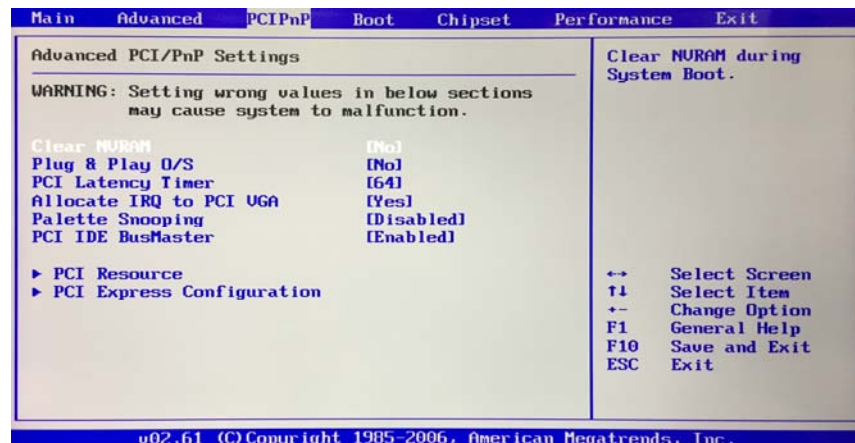 Main Advanced PCIPnP Boot Chipset Performance Exit
Advanced PCI/PnP Settings
WARNING: Setting wrong values in below sections
may cause system to malfunction.
Clear NVRAM [No]
Plug & Play O/S [No]
PCI Latency Timer [64]
Allocate IRQ to PCI VGA [Yes]
Palette Snooping [Disabled]
PCI IDE BusMaster [Enabled]
► PCI Resource
► PCI Express Configuration
Clear NVRAM during
System Boot.
↔ Select Screen
↑↓ Select Item
+- Change Option
F1 General Help
F10 Save and Exit
ESC Exit
v02.61 (C)Copyright 1985-2006, American Megatrends, Inc.